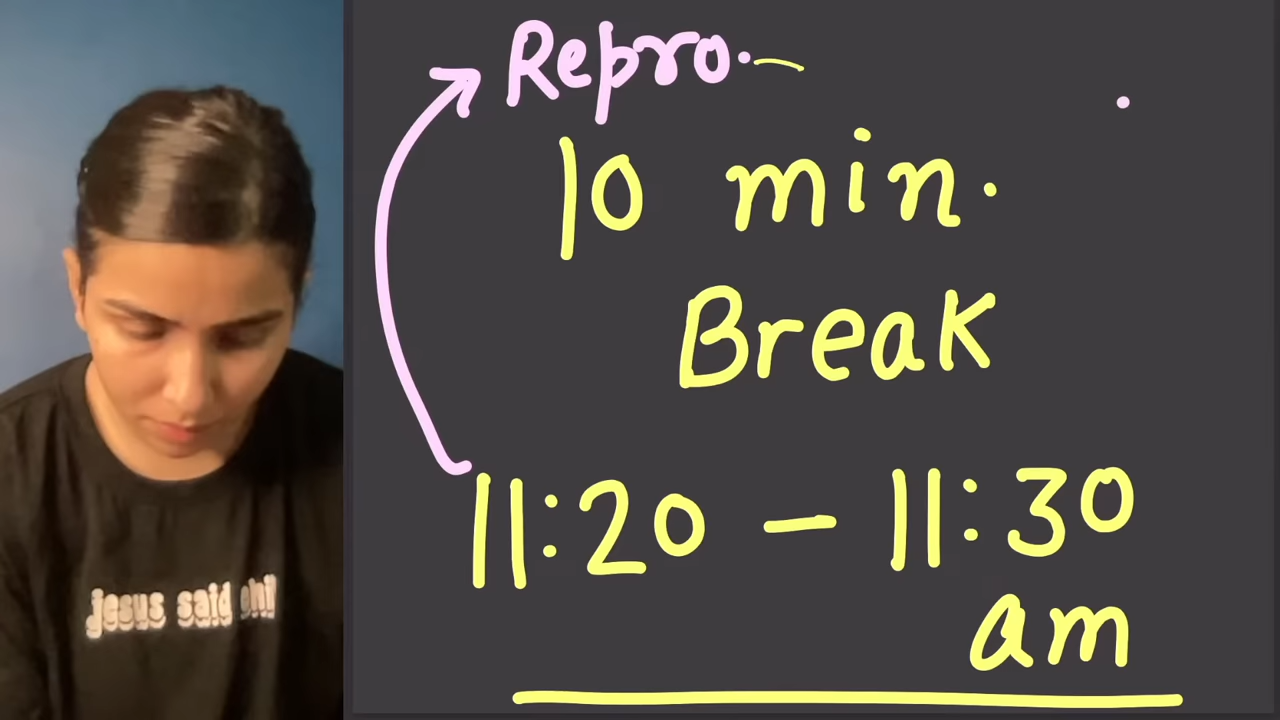 Repro.
10 min.
Break
11:20 - 11:30
am
jesus said